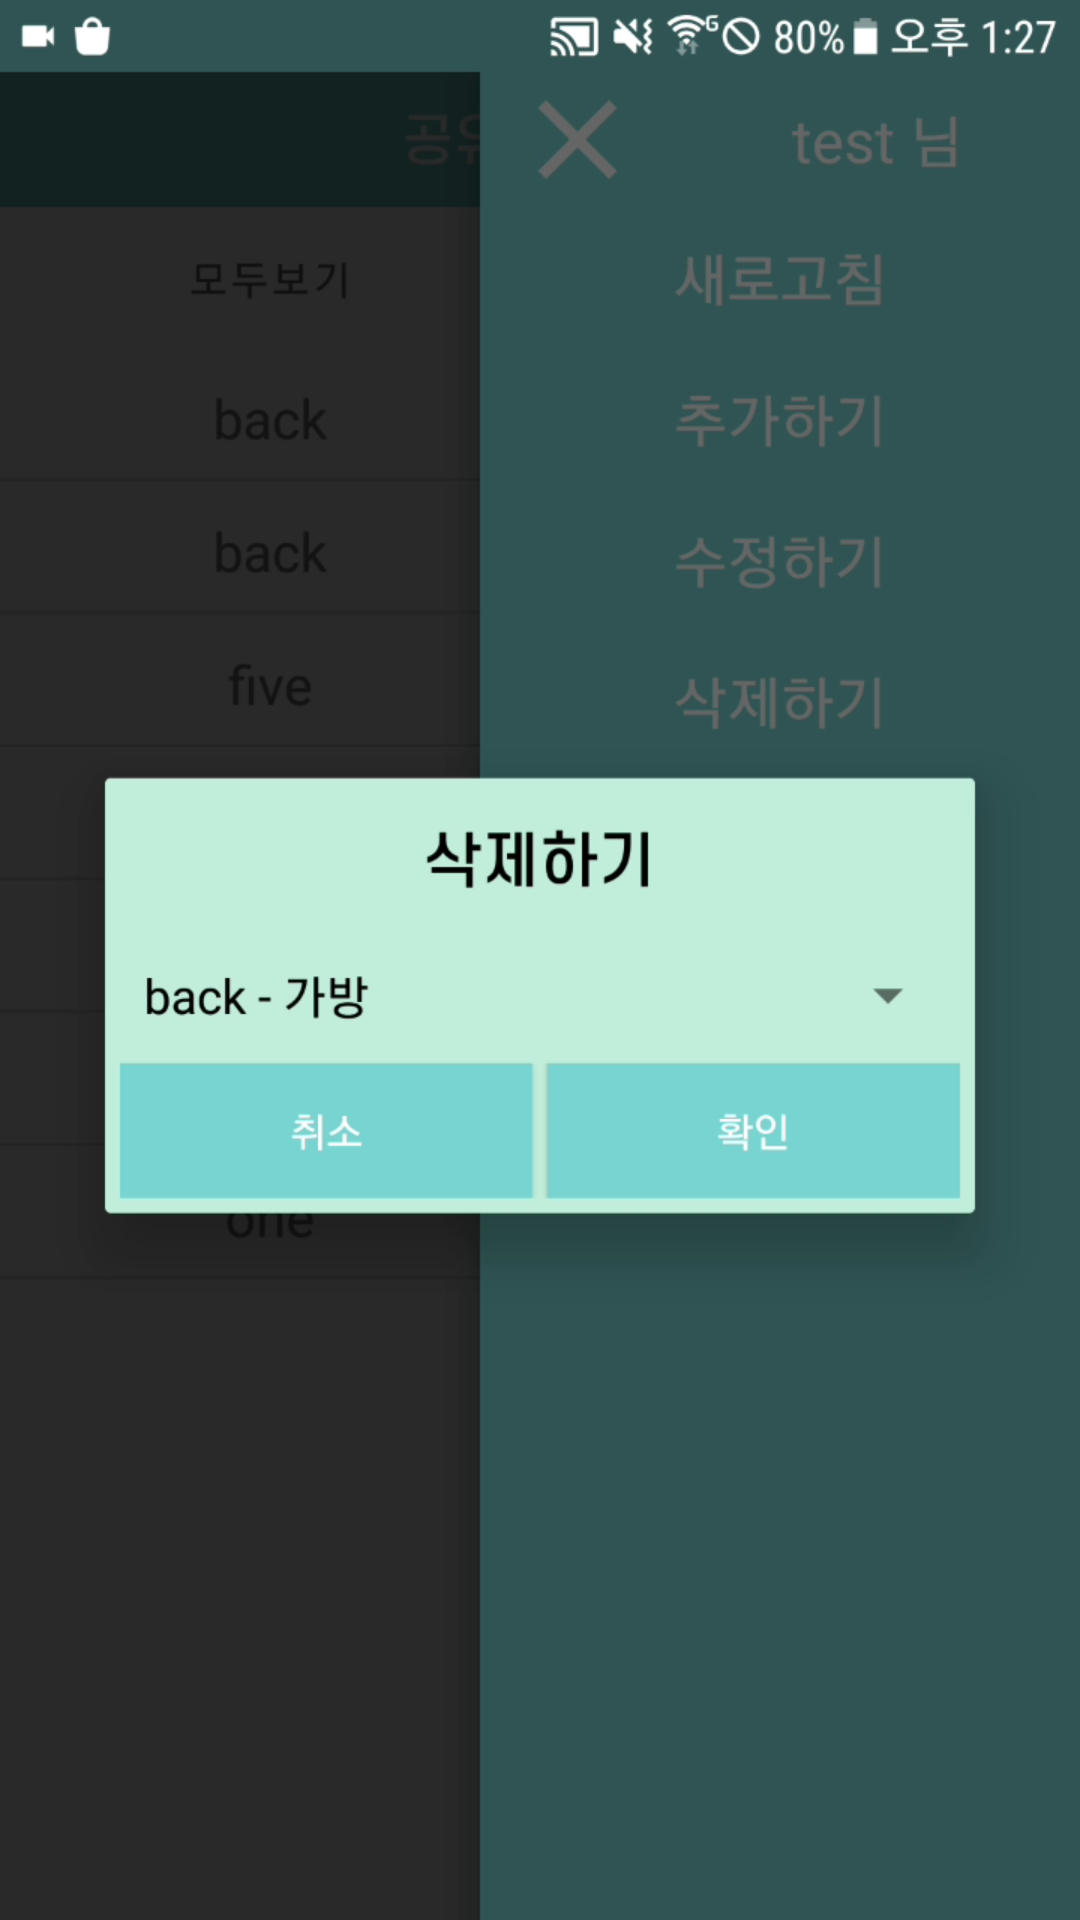 80% 오후 1:27
공유
test 님
모두보기
새로고침
back
추가하기
back
수정하기
five
삭제하기
삭제하기
back - 가방
취소
확인
one